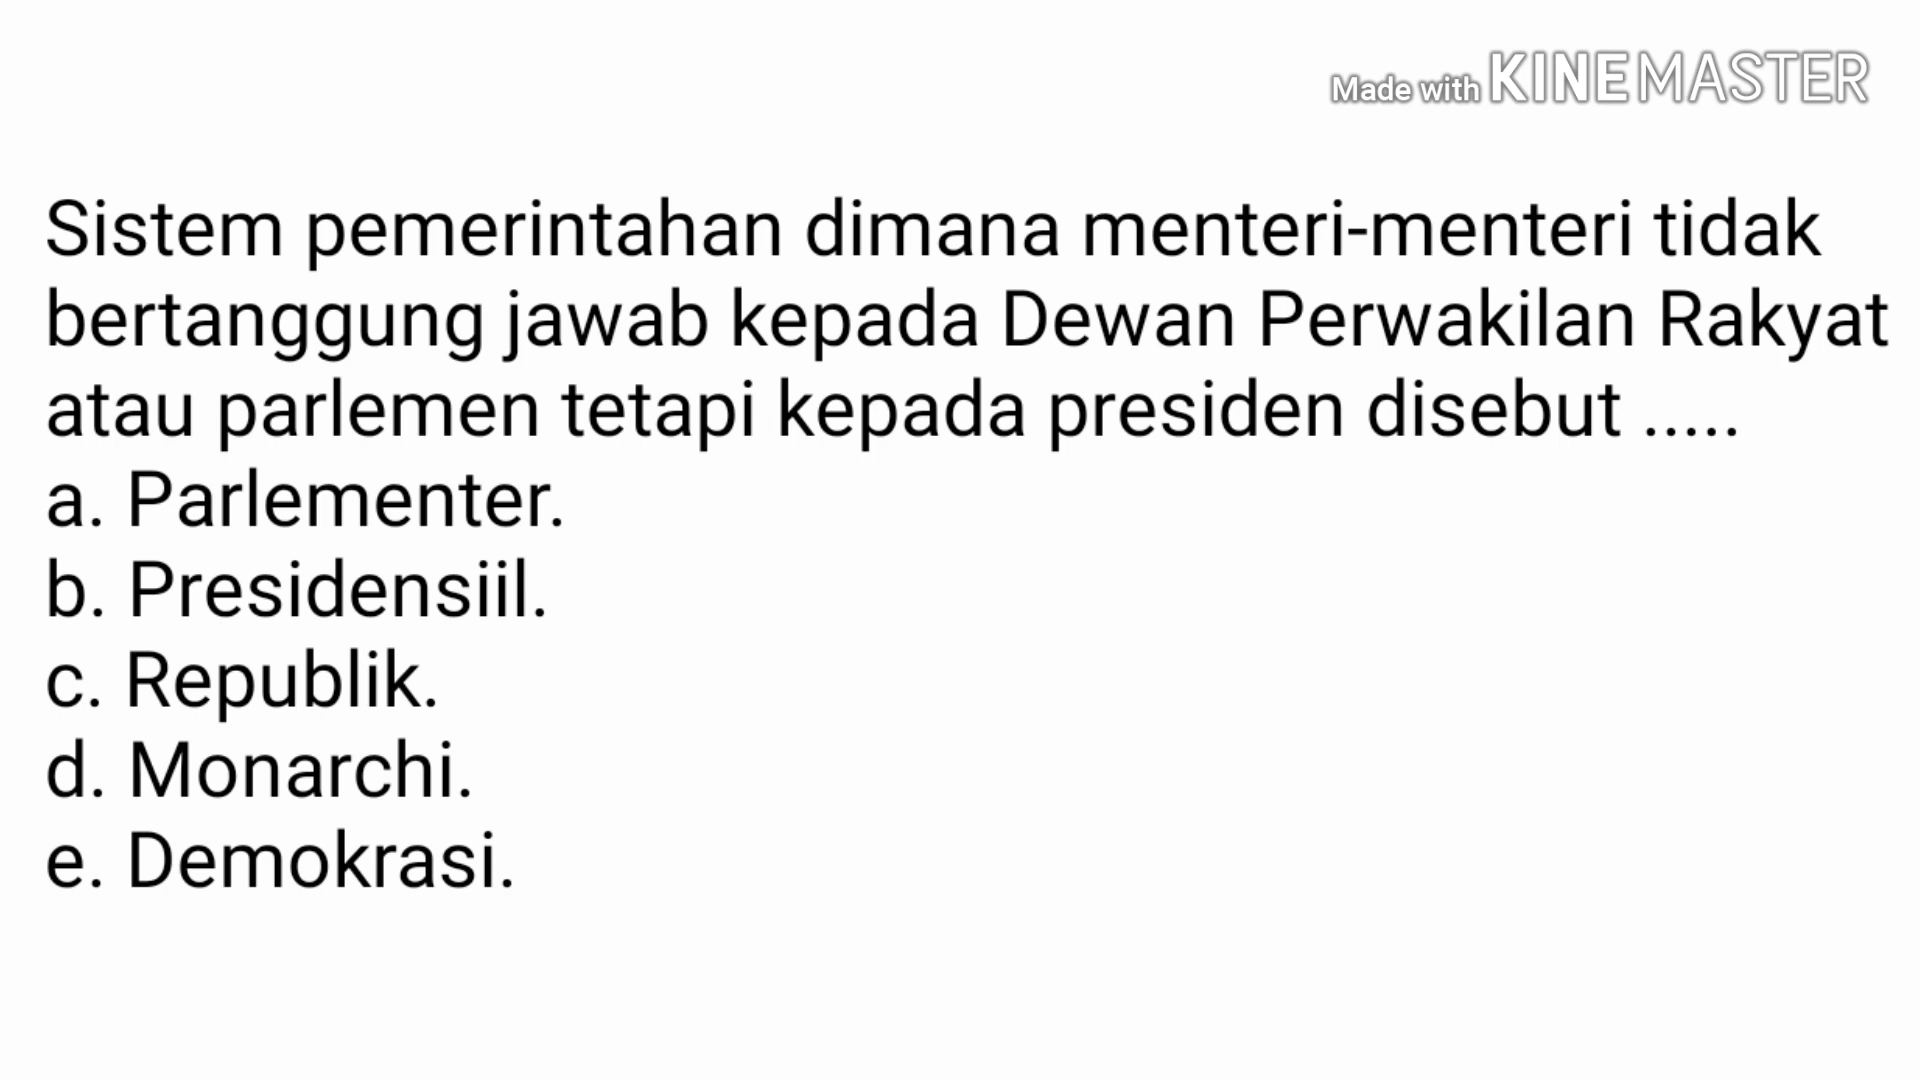 Made with KINEMASTER
Sistem pemerintahan dimana menteri-menteri tidak
bertanggung jawab kepada Dewan Perwakilan Rakyat
atau parlemen tetapi kepada presiden disebut .....
a. Parlementer.
b. Presidensiil.
c. Republik.
d. Monarchi.
e. Demokrasi.